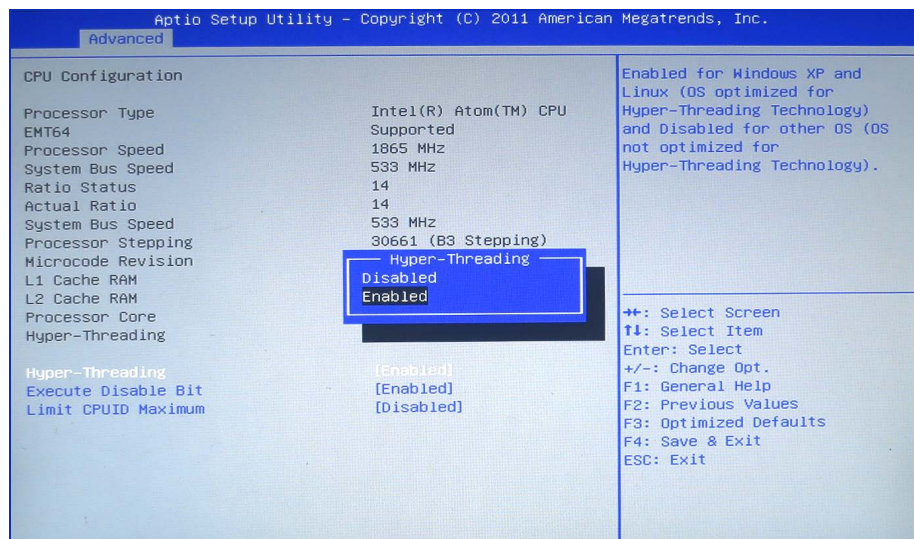 Aptio Setup Utility – Copyright (C) 2011 American Megatrends, Inc.
Advanced
CPU Configuration
Processor Type Intel(R) Atom(TM) CPU
EMT64 Supported
Processor Speed 1865 MHz
System Bus Speed 533 MHz
Ratio Status 14
Actual Ratio 14
System Bus Speed 533 MHz
Processor Stepping 30661 (B3 Stepping)
Microcode Revision
L1 Cache RAM
L2 Cache RAM
Processor Core
Hyper-Threading
Hyper-Threading [Enabled]
Execute Disable Bit [Enabled]
Limit CPUID Maximum [Disabled]
Hyper-Threading
Disabled
Enabled
Enabled for Windows XP and
Linux (OS optimized for
Hyper-Threading Technology)
and Disabled for other OS (OS
not optimized for
Hyper-Threading Technology).
→←: Select Screen
↑↓: Select Item
Enter: Select
+/-: Change Opt.
F1: General Help
F2: Previous Values
F3: Optimized Defaults
F4: Save & Exit
ESC: Exit